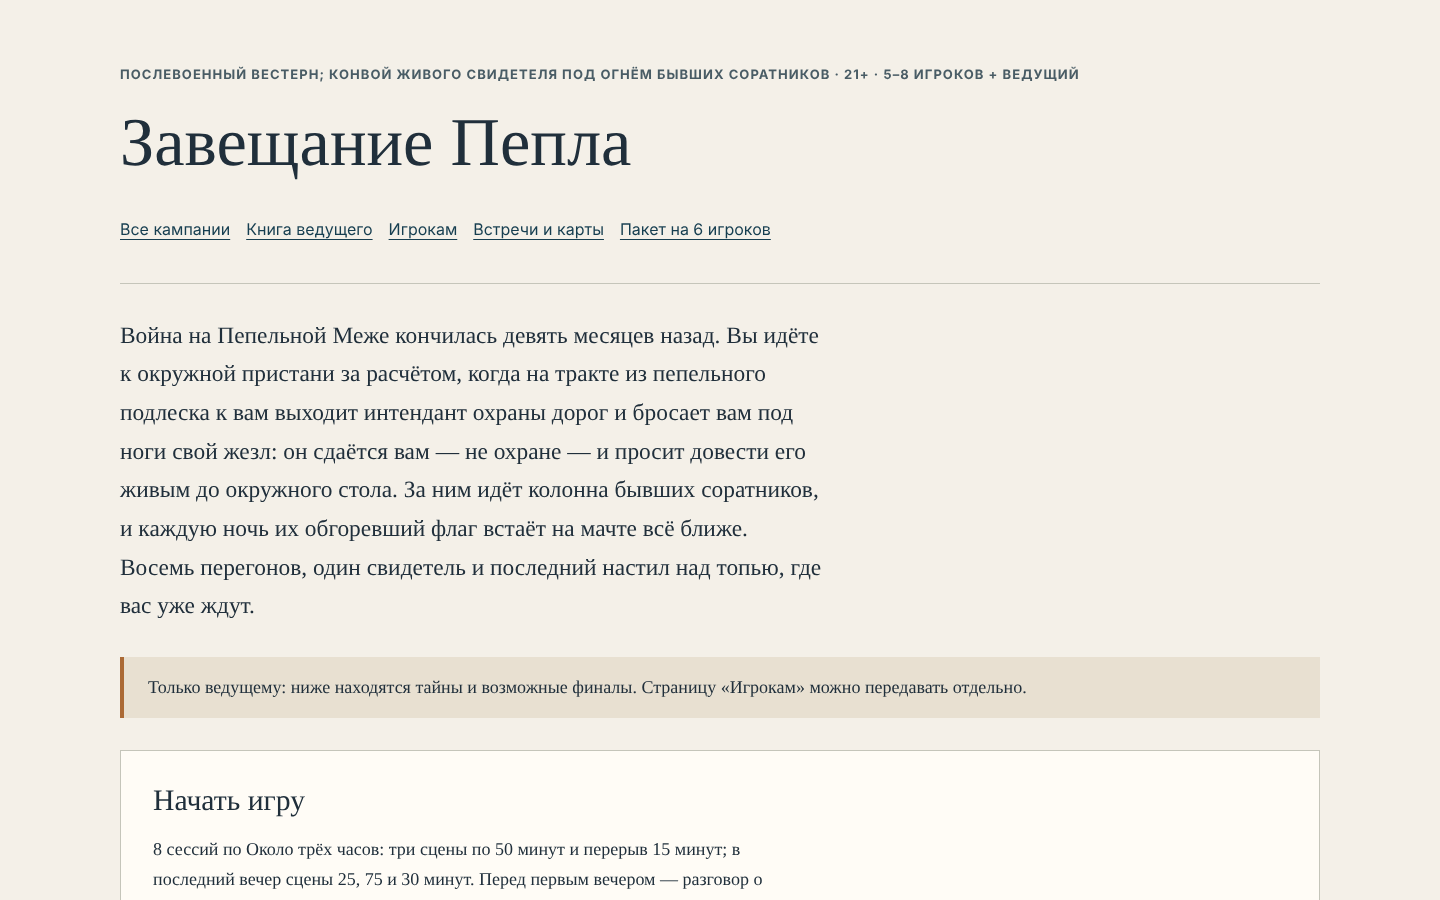 ПОСЛЕВОЕННЫЙ ВЕСТЕРН; КОНВОЙ ЖИВОГО СВИДЕТЕЛЯ ПОД ОГНЁМ БЫВШИХ СОРАТНИКОВ · 21+ · 5–8 ИГРОКОВ + ВЕДУЩИЙ
Завещание Пепла
Все кампании Книга ведущего Игрокам Встречи и карты Пакет на 6 игроков
Война на Пепельной Меже кончилась девять месяцев назад. Вы идёте
к окружной пристани за расчётом, когда на тракте из пепельного
подлеска к вам выходит интендант охраны дорог и бросает вам под
ноги свой жезл: он сдаётся вам — не охране — и просит довести его
живым до окружного стола. За ним идёт колонна бывших соратников,
и каждую ночь их обгоревший флаг встаёт на мачте всё ближе.
Восемь перегонов, один свидетель и последний настил над топью, где
вас уже ждут.
Только ведущему: ниже находятся тайны и возможные финалы. Страницу «Игрокам» можно передавать отдельно.
Начать игру
8 сессий по Около трёх часов: три сцены по 50 минут и перерыв 15 минут; в
последний вечер сцены 25, 75 и 30 минут. Перед первым вечером — разговор о